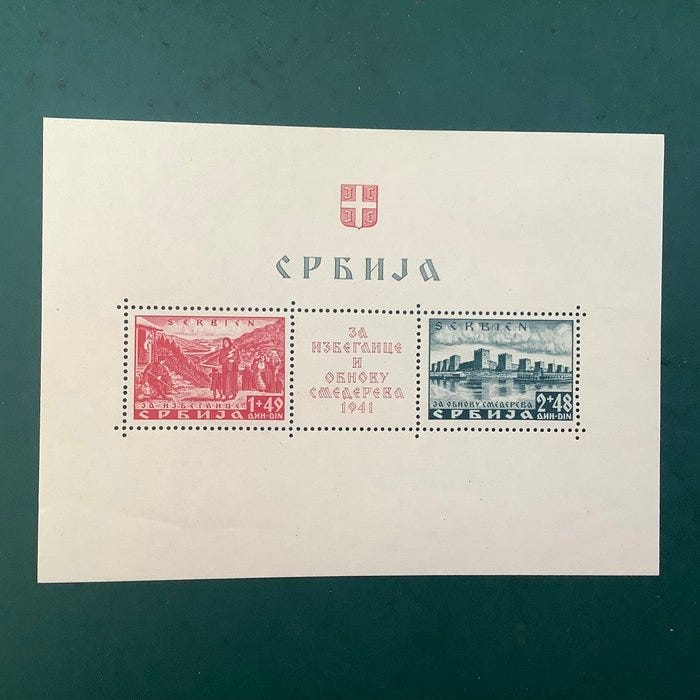 СРБИЈА
SERBIEN
ЗА ИЗБЕГЛИЦЕ
1+49
СРБИЈА ДИН-DIN
ЗА
ИЗБЕГЛИЦЕ
И
ОБНОВУ
СМЕДЕРЕВА
1941
SERBIEN
ЗА ОБНОВУ СМЕДЕРЕВА
2+48
СРБИЈА ДИН-DIN